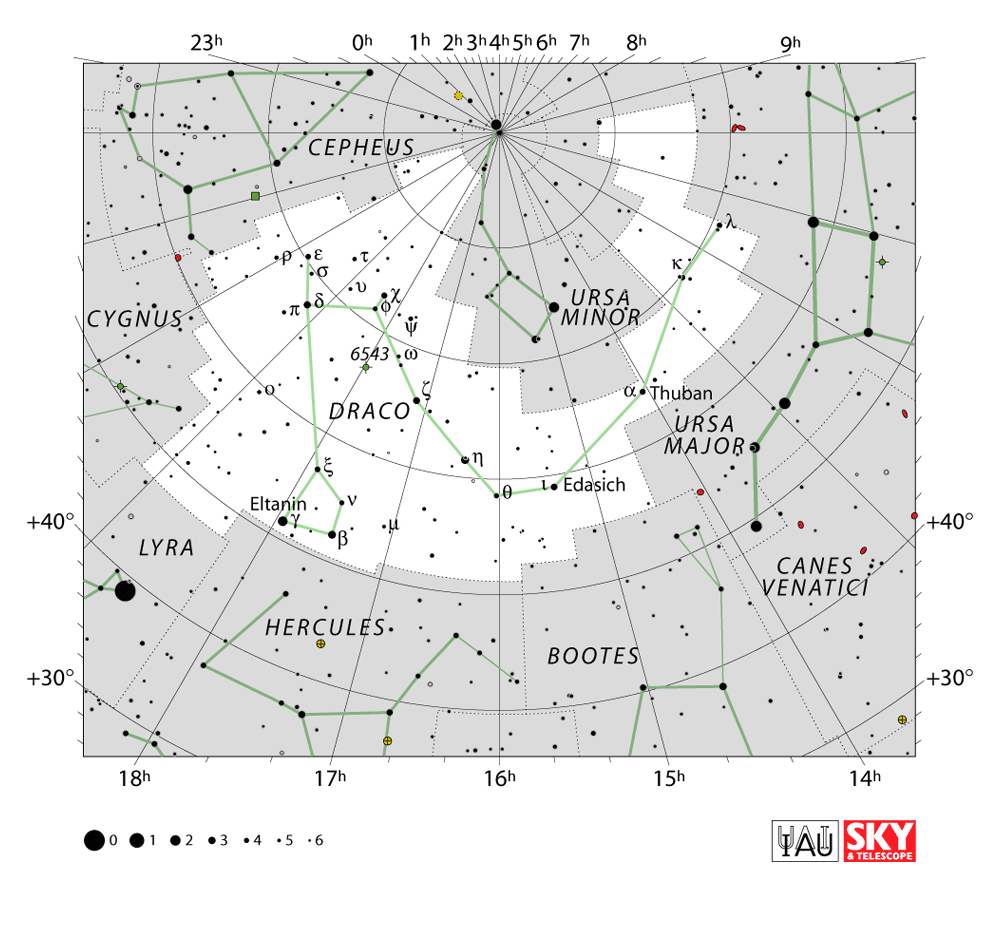 23h 0h 1h 2h 3h 4h 5h 6h 7h 8h 9h
CEPHEUS
λ
ρ ε τ κ
σ
υ χ
π δ ϕ
URSA
MINOR
CYGNUS
ψ
6543 ω
ο ζ α Thuban
DRACO
URSA
MAJOR
η
ξ
θ ι Edasich
Eltanin ν
γ
μ
β
+40° +40°
LYRA
CANES
VENATICI
HERCULES
BOOTES
+30° +30°
18h 17h 16h 15h 14h
0 1 2 3 4 5 6
IAU
SKY
& TELESCOPE